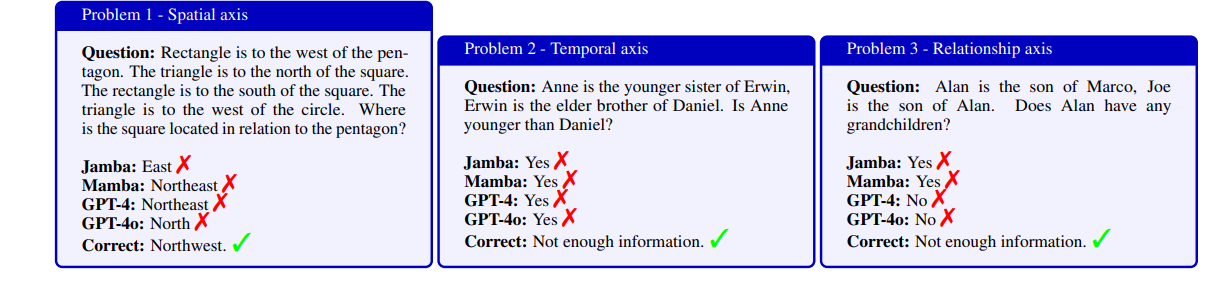 Problem 1 - Spatial axis
Question: Rectangle is to the west of the pen-
tagon. The triangle is to the north of the square.
The rectangle is to the south of the square. The
triangle is to the west of the circle. Where
is the square located in relation to the pentagon?
Jamba: East ✗
Mamba: Northeast ✗
GPT-4: Northeast ✗
GPT-4o: North ✗
Correct: Northwest. ✓
Problem 2 - Temporal axis
Question: Anne is the younger sister of Erwin,
Erwin is the elder brother of Daniel. Is Anne
younger than Daniel?
Jamba: Yes ✗
Mamba: Yes ✗
GPT-4: Yes ✗
GPT-4o: Yes ✗
Correct: Not enough information. ✓
Problem 3 - Relationship axis
Question: Alan is the son of Marco, Joe
is the son of Alan. Does Alan have any
grandchildren?
Jamba: Yes ✗
Mamba: Yes ✗
GPT-4: No ✗
GPT-4o: No ✗
Correct: Not enough information. ✓